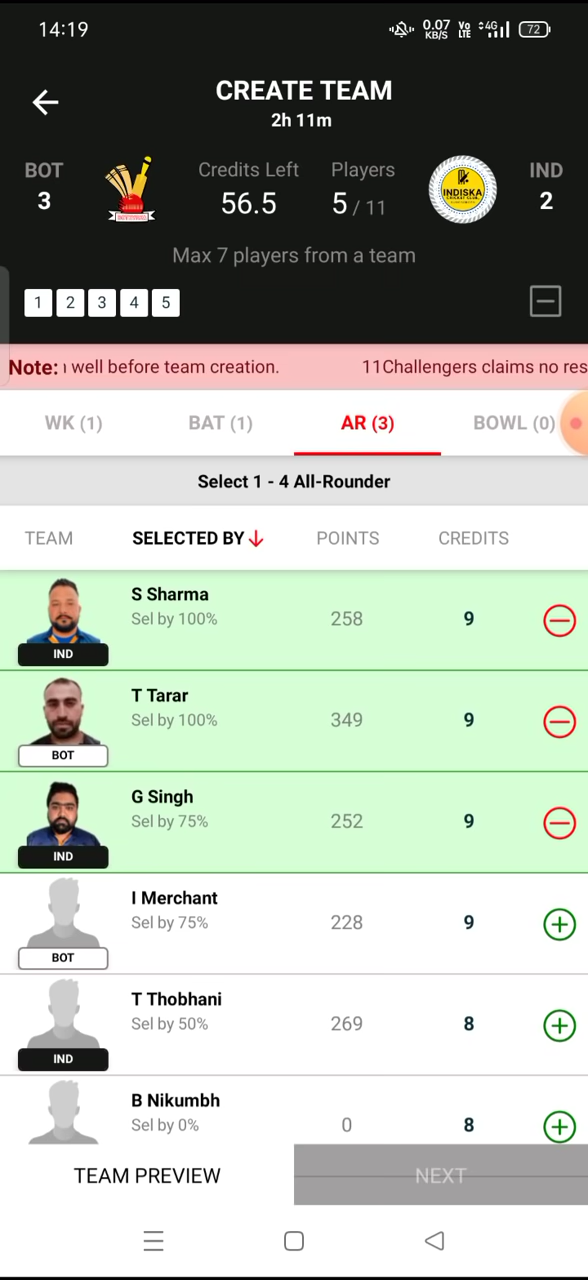 14:19
0.07 KB/S Vo LTE 4G 72
CREATE TEAM
2h 11m
BOT
3
Credits Left
56.5
Players
5 / 11
INDISKA
IND
2
Max 7 players from a team
1 2 3 4 5
Note: well before team creation. 11Challengers claims no res
WK (1) BAT (1) AR (3) BOWL (0)
Select 1 - 4 All-Rounder
TEAM SELECTED BY POINTS CREDITS
S Sharma
Sel by 100% 258 9
IND
T Tarar
Sel by 100% 349 9
BOT
G Singh
Sel by 75% 252 9
IND
I Merchant
Sel by 75% 228 9
BOT
T Thobhani
Sel by 50% 269 8
IND
B Nikumbh
Sel by 0% 0 8
TEAM PREVIEW NEXT